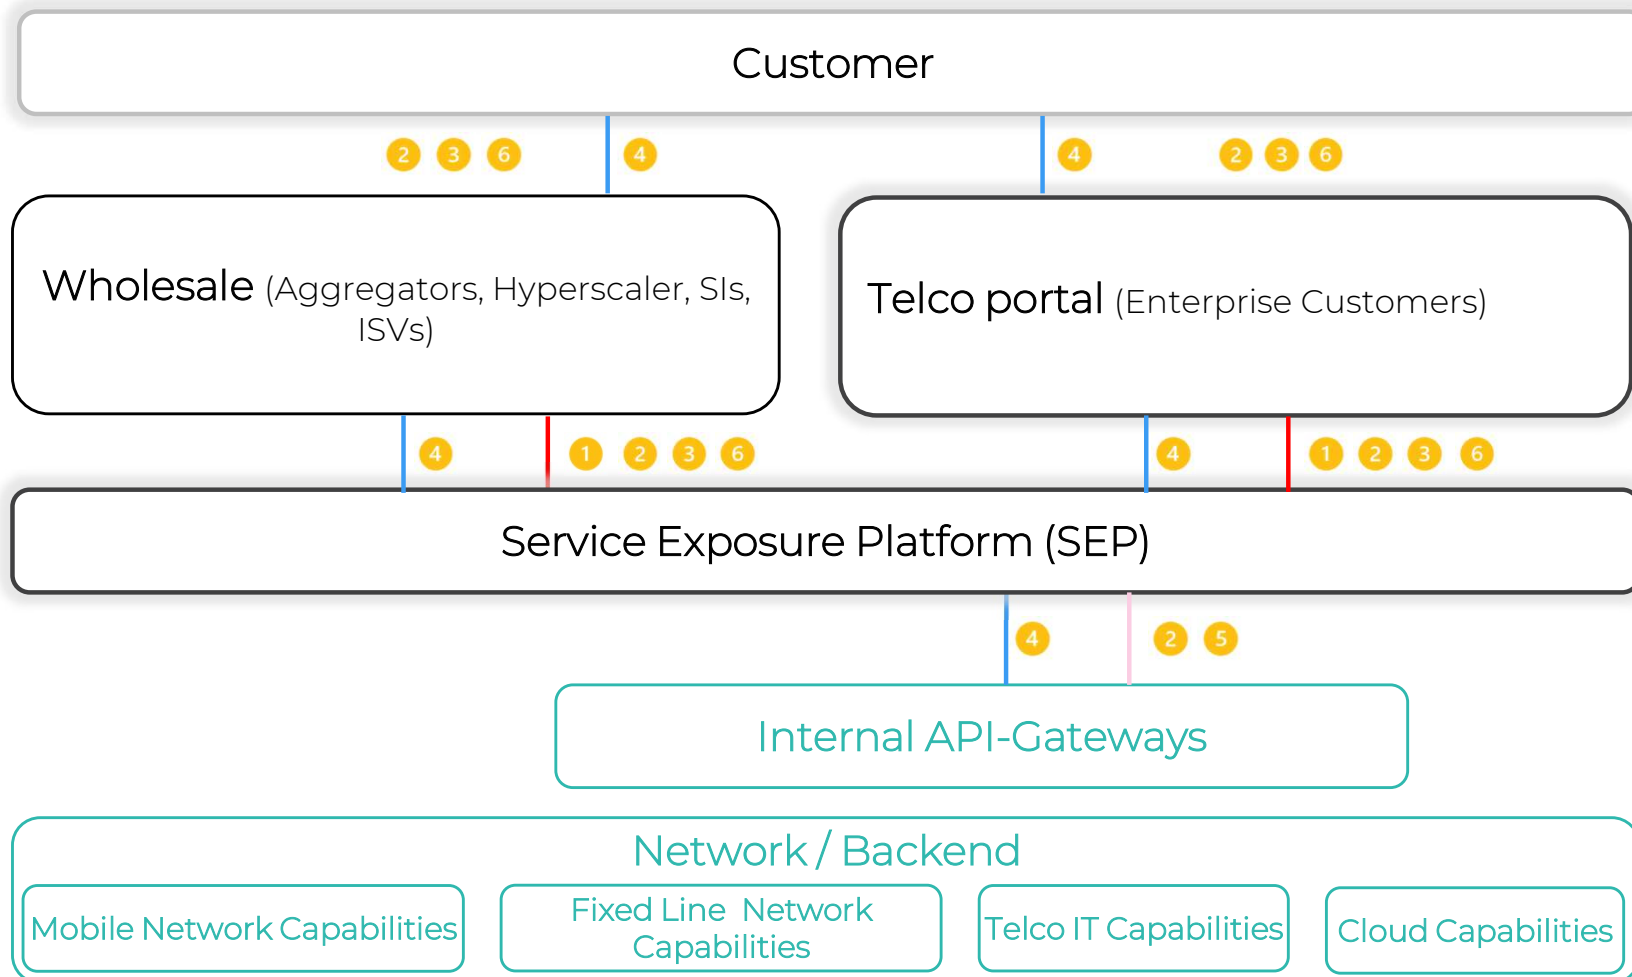 Customer
2 3 6 4 4 2 3 6
Wholesale (Aggregators, Hyperscaler, SIs,
ISVs)
Telco portal (Enterprise Customers)
4 1 2 3 6 4 1 2 3 6
Service Exposure Platform (SEP)
4 2 5
Internal API-Gateways
Network / Backend
Mobile Network Capabilities
Fixed Line Network
Capabilities
Telco IT Capabilities
Cloud Capabilities